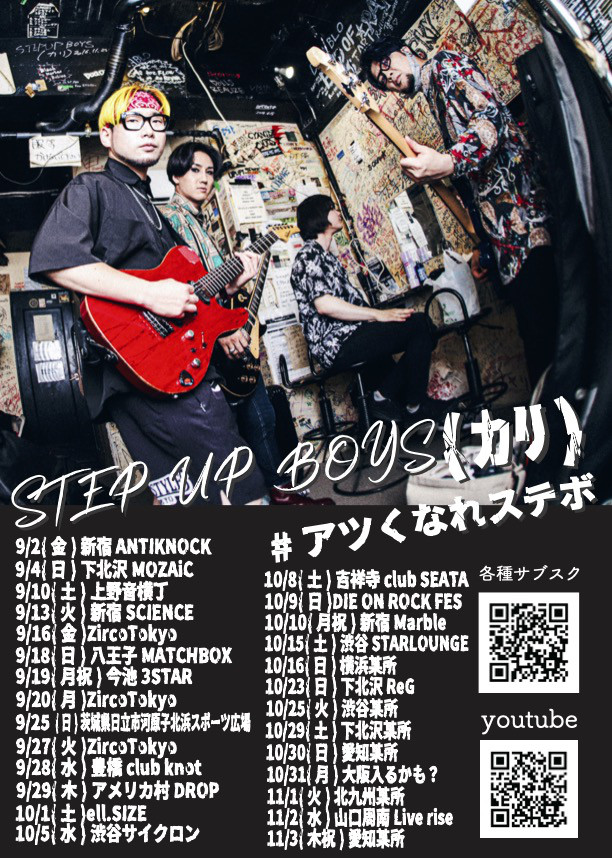 STEP UP BOYS(カリ)
#アツくなれステボ
9/2( 金 ) 新宿 ANTIKNOCK
9/4( 日 ) 下北沢 MOZAiC
9/10( 土 ) 上野音横丁
9/13( 火 ) 新宿 SCIENCE
9/16( 金 )ZircoTokyo
9/18( 日 ) 八王子 MATCHBOX
9/19( 月祝 ) 今池 3STAR
9/20( 月 )ZircoTokyo
9/25 ( 日 ) 茨城県日立市河原子北浜スポーツ広場
9/27( 火 )ZircoTokyo
9/28( 水 ) 豊橋 club knot
9/29( 木 ) アメリカ村 DROP
10/1( 土 )ell.SIZE
10/5( 水 ) 渋谷サイクロン
10/8( 土 ) 吉祥寺 club SEATA
10/9( 日 )DIE ON ROCK FES
10/10( 月祝 ) 新宿 Marble
10/15( 土 ) 渋谷 STARLOUNGE
10/16( 日 ) 横浜某所
10/23( 日 ) 下北沢 ReG
10/25( 火 ) 渋谷某所
10/29( 土 ) 下北沢某所
10/30( 日 ) 愛知某所
10/31( 月 ) 大阪入るかも？
11/1( 火 ) 北九州某所
11/2( 水 ) 山口周南 Live rise
11/3( 木祝 ) 愛知某所
各種サブスク
youtube